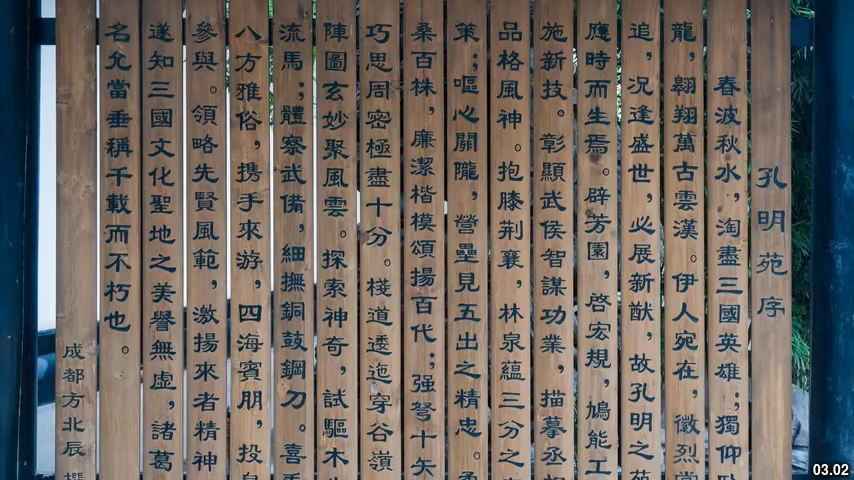 孔明苑序
春波秋水，淘盡三國英雄；獨仰
龍，翱翔萬古雲漢。伊人宛在，徽烈
追，况逢盛世，必展新猷，故孔明之苑
應時而生焉。辟芳園，啓宏規，鳩能工
施新技。彰顯武侯智謀功業，描摹丞相
品格風神。抱膝荆襄，林泉蘊三分之
策；嘔心關隴，營壘見五出之精忠。
桑百株，廉潔楷模頌揚百代；强弩十矢
巧思周密極盡十分。棧道逶迤穿谷嶺
陣圖玄妙聚風雲。探索神奇，試驅木
流馬；體察武備，細撫銅鼓鋼刀。喜
八方雅俗，携手來游，四海賓朋，投
參與。領略先賢風範，激揚來者精神
遂知三國文化聖地之美譽無虚，諸葛
名允當垂稱千載而不朽也。
成都方北辰撰
03.02